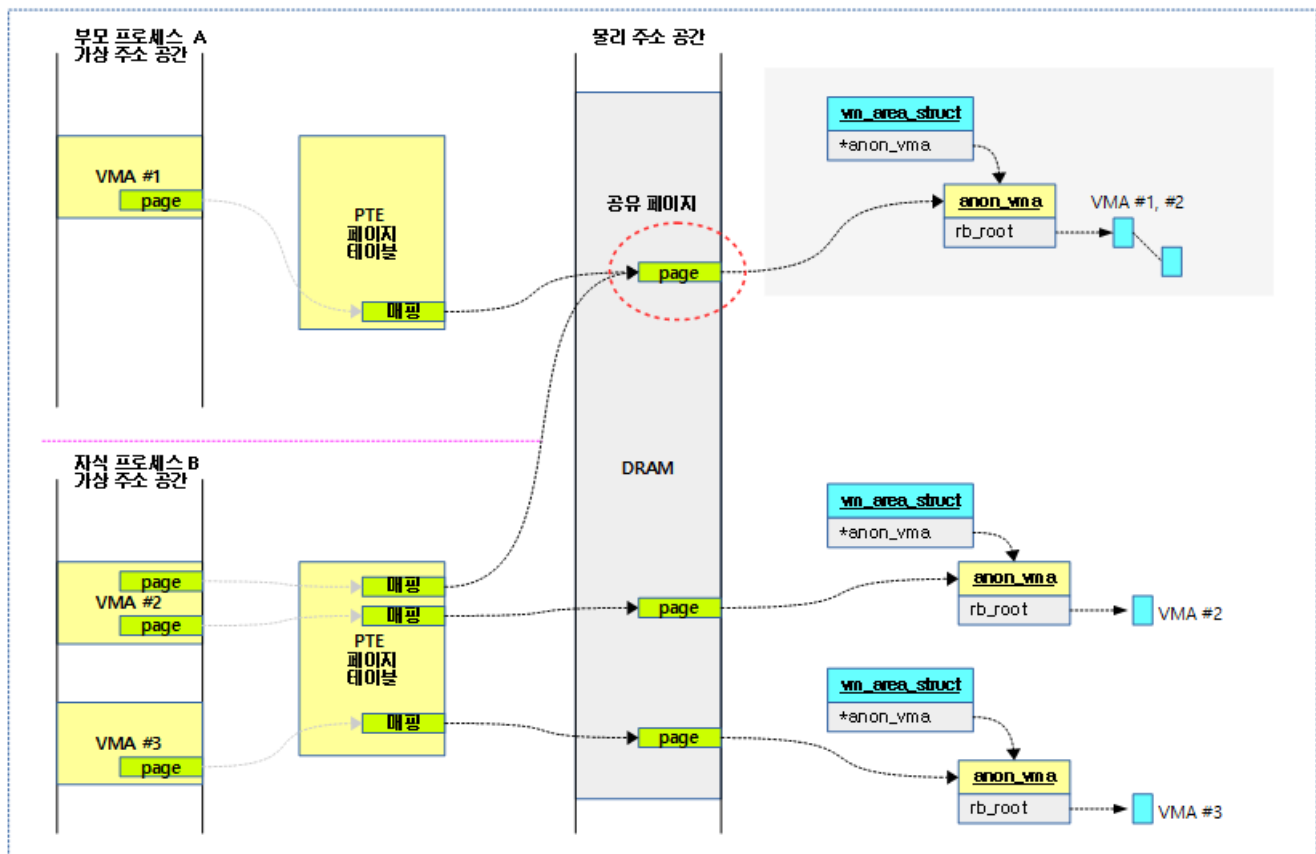 부모 프로세스 A
가상 주소 공간
물리 주소 공간
VMA #1
page
PTE
페이지
테이블
매핑
공유 페이지
page
vm_area_struct
*anon_vma
anon_vma
rb_root
VMA #1, #2
자식 프로세스 B
가상 주소 공간
DRAM
page
VMA #2
page
매핑
매핑
PTE
페이지
테이블
매핑
VMA #3
page
page
page
vm_area_struct
*anon_vma
anon_vma
rb_root
VMA #2
vm_area_struct
*anon_vma
anon_vma
rb_root
VMA #3